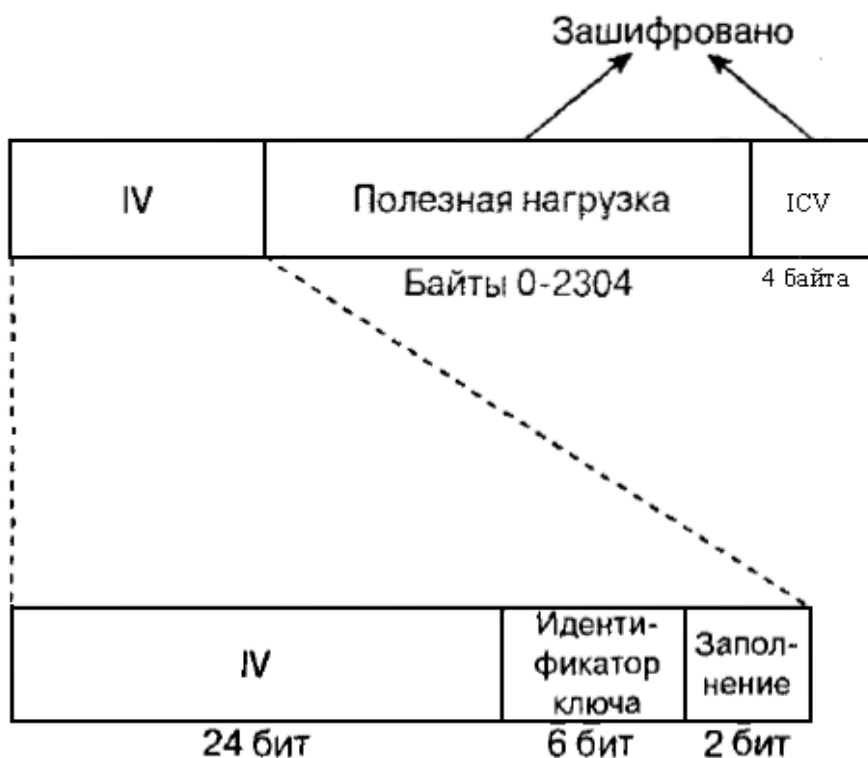 Зашифровано
IV
Полезная нагрузка
ICV
Байты 0-2304
4 байта
IV
Иденти-
фикатор
ключа
Запол-
нение
24 бит
6 бит
2 бит